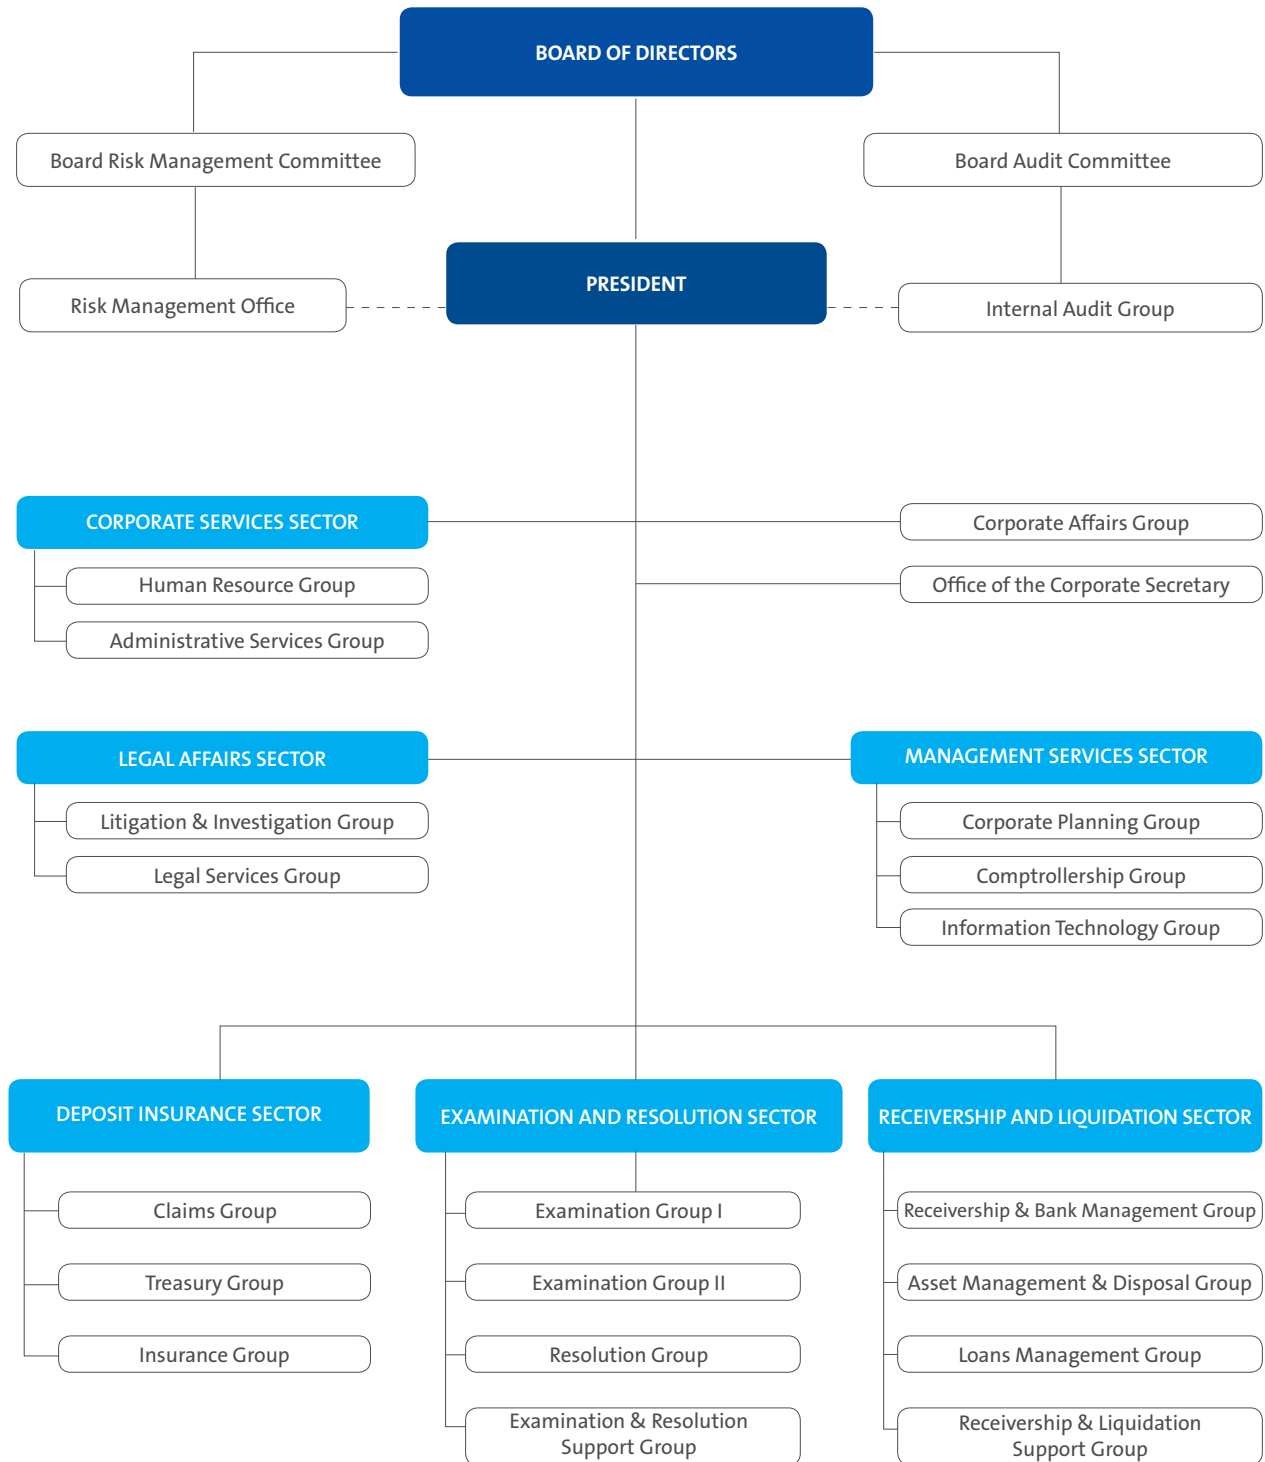 BOARD OF DIRECTORS
Board Risk Management Committee
Board Audit Committee
PRESIDENT
Risk Management Office
Internal Audit Group
CORPORATE SERVICES SECTOR
Corporate Affairs Group
Human Resource Group
Office of the Corporate Secretary
Administrative Services Group
LEGAL AFFAIRS SECTOR
MANAGEMENT SERVICES SECTOR
Litigation & Investigation Group
Corporate Planning Group
Legal Services Group
Comptrollership Group
Information Technology Group
DEPOSIT INSURANCE SECTOR
EXAMINATION AND RESOLUTION SECTOR
RECEIVERSHIP AND LIQUIDATION SECTOR
Claims Group
Examination Group I
Receivership & Bank Management Group
Treasury Group
Examination Group II
Asset Management & Disposal Group
Insurance Group
Resolution Group
Loans Management Group
Examination & Resolution
Support Group
Receivership & Liquidation
Support Group